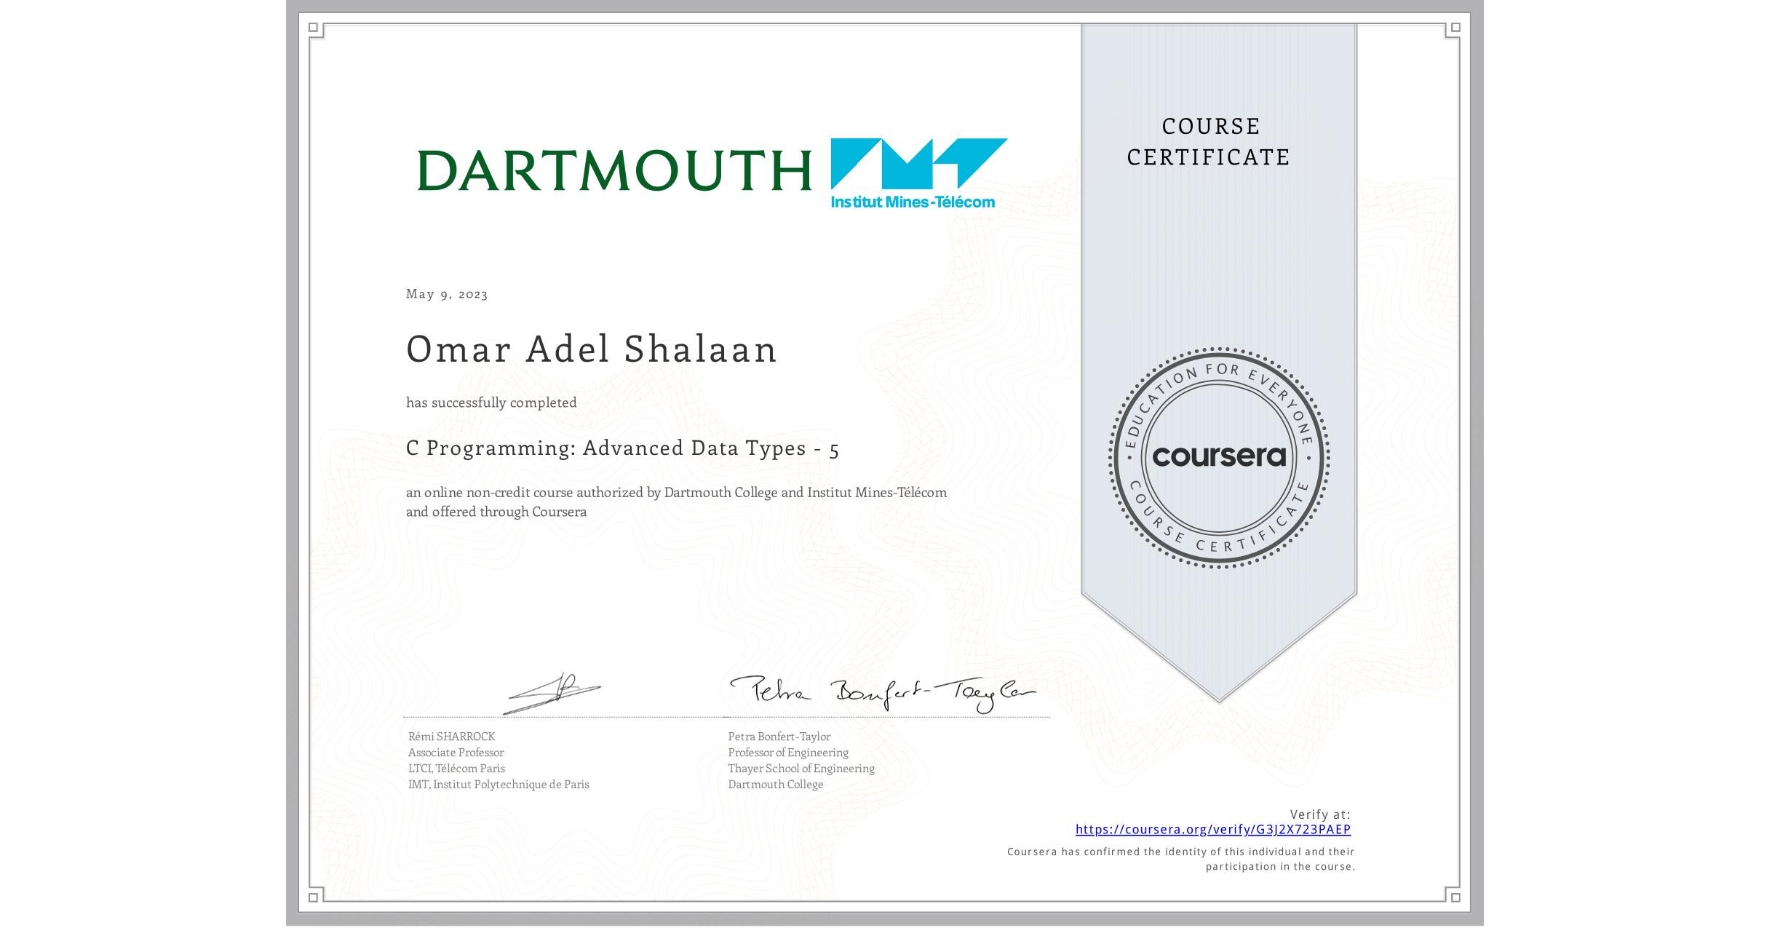 DARTMOUTH
Institut Mines-Télécom
COURSE
CERTIFICATE
May 9, 2023
Omar Adel Shalaan
has successfully completed
C Programming: Advanced Data Types - 5
an online non-credit course authorized by Dartmouth College and Institut Mines-Télécom
and offered through Coursera
EDUCATION FOR EVERYONE
coursera
COURSE CERTIFICATE
Petra Bonfert-Taylor
Rémi SHARROCK
Associate Professor
LTCI, Télécom Paris
IMT, Institut Polytechnique de Paris
Petra Bonfert-Taylor
Professor of Engineering
Thayer School of Engineering
Dartmouth College
Verify at:
https://coursera.org/verify/G3J2X723PAEP
Coursera has confirmed the identity of this individual and their
participation in the course.